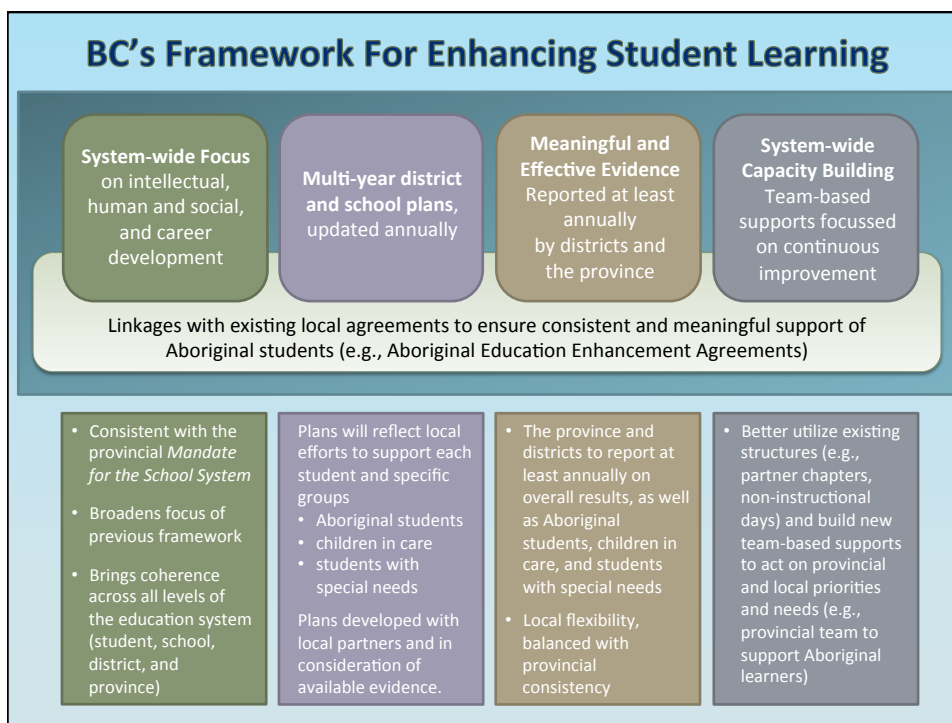 BC's Framework For Enhancing Student Learning
System-wide Focus
on intellectual,
human and social,
and career
development
Multi-year district
and school plans,
updated annually
Meaningful and
Effective Evidence
Reported at least
annually
by districts and
the province
System-wide
Capacity Building
Team-based
supports focussed
on continuous
improvement
Linkages with existing local agreements to ensure consistent and meaningful support of
Aboriginal students (e.g., Aboriginal Education Enhancement Agreements)
• Consistent with the
provincial Mandate
for the School System
• Broadens focus of
previous framework
• Brings coherence
across all levels of
the education system
(student, school,
district, and
province)
Plans will reflect local
efforts to support each
student and specific
groups
• Aboriginal students
• children in care
• students with
special needs
Plans developed with
local partners and in
consideration of
available evidence.
• The province and
districts to report at
least annually on
overall results, as well
as Aboriginal
students, children in
care, and students
with special needs
• Local flexibility,
balanced with
provincial
consistency
• Better utilize existing
structures (e.g.,
partner chapters,
non-instructional
days) and build new
team-based supports
to act on provincial
and local priorities
and needs (e.g.,
provincial team to
support Aboriginal
learners)